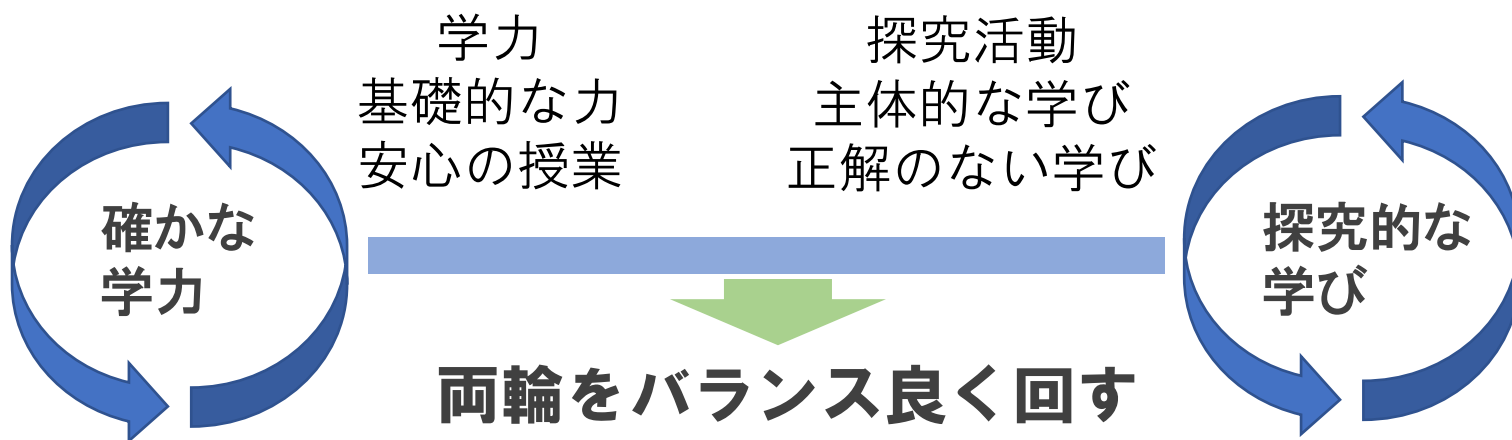 学力
基礎的な力
安心の授業
探究活動
主体的な学び
正解のない学び
確かな
学力
探究的な
学び
両輪をバランス良く回す